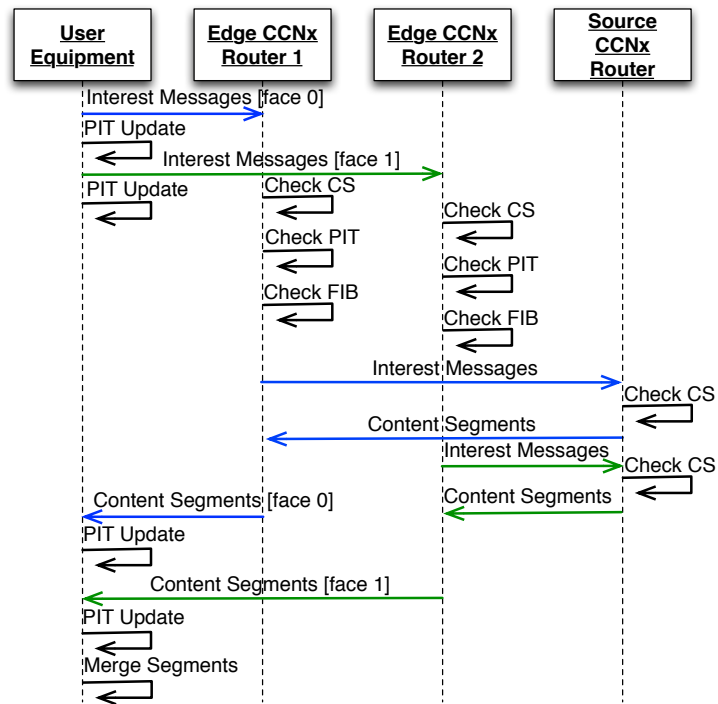 User
Equipment
Edge CCNx
Router 1
Edge CCNx
Router 2
Source
CCNx
Router
Interest Messages [face 0]
PIT Update
Interest Messages [face 1]
PIT Update
Check CS
Check CS
Check PIT
Check PIT
Check FIB
Check FIB
Interest Messages
Check CS
Content Segments
Interest Messages
Check CS
Content Segments [face 0]
Content Segments
PIT Update
Content Segments [face 1]
PIT Update
Merge Segments